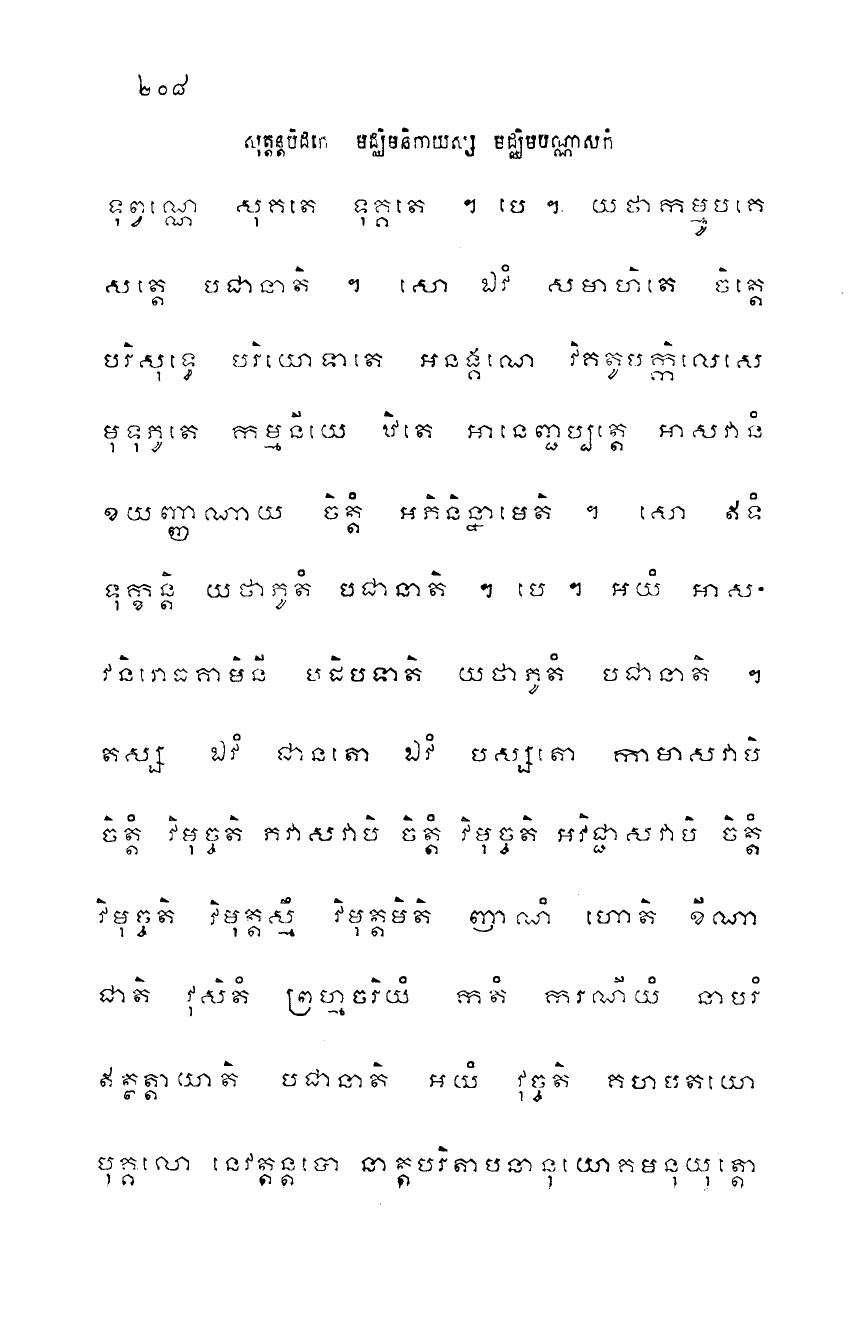 ២០៨
សុត្តន្តបិដកេ មជ្ឈិមនិកាយស្ស មជ្ឈិមបណ្ណាសកំ
ទុព្វណ្ណេ សុគតេ ទុគ្គតេ ។ បេ ។ យថាកម្មូបគេ
សត្តេ បជានាតិ ។ សោ ឯវំ សមាហិតេ ចិត្តេ
បរិសុទ្ធេ បរិយោទាតេ អនង្គណេ វិគតូបក្កិលេសេ
មុទុភូតេ កម្មនីយេ ឋិតេ អានេញ្ជប្បត្តេ អាសវានំ
ខយញ្ញាណាយ ចិត្តំ អភិនិន្នាមេតិ ។ សោ ឥទំ
ទុក្ខន្តិ យថាភូតំ បជានាតិ ។ បេ ។ អយំ អាស-
វនិរោធគាមិនី បដិបទាតិ យថាភូតំ បជានាតិ ។
តស្ស ឯវំ ជានតោ ឯវំ បស្សតោ កាមាសវាបិ
ចិត្តំ វិមុច្ចតិ ភវាសវាបិ ចិត្តំ វិមុច្ចតិ អវិជ្ជាសវាបិ ចិត្តំ
វិមុច្ចតិ វិមុត្តស្មឹ វិមុត្តមិតិ ញាណំ ហោតិ ខីណា
ជាតិ វុសិតំ ព្រហ្មចរិយំ កតំ ករណីយំ នាបរំ
ឥត្ថត្តាយាតិ បជានាតិ អយំ វុច្ចតិ គហបតយោ
បុគ្គលោ នេវត្តន្តបោ នាត្តបរិតាបនានុយោគមនុយុត្តោ